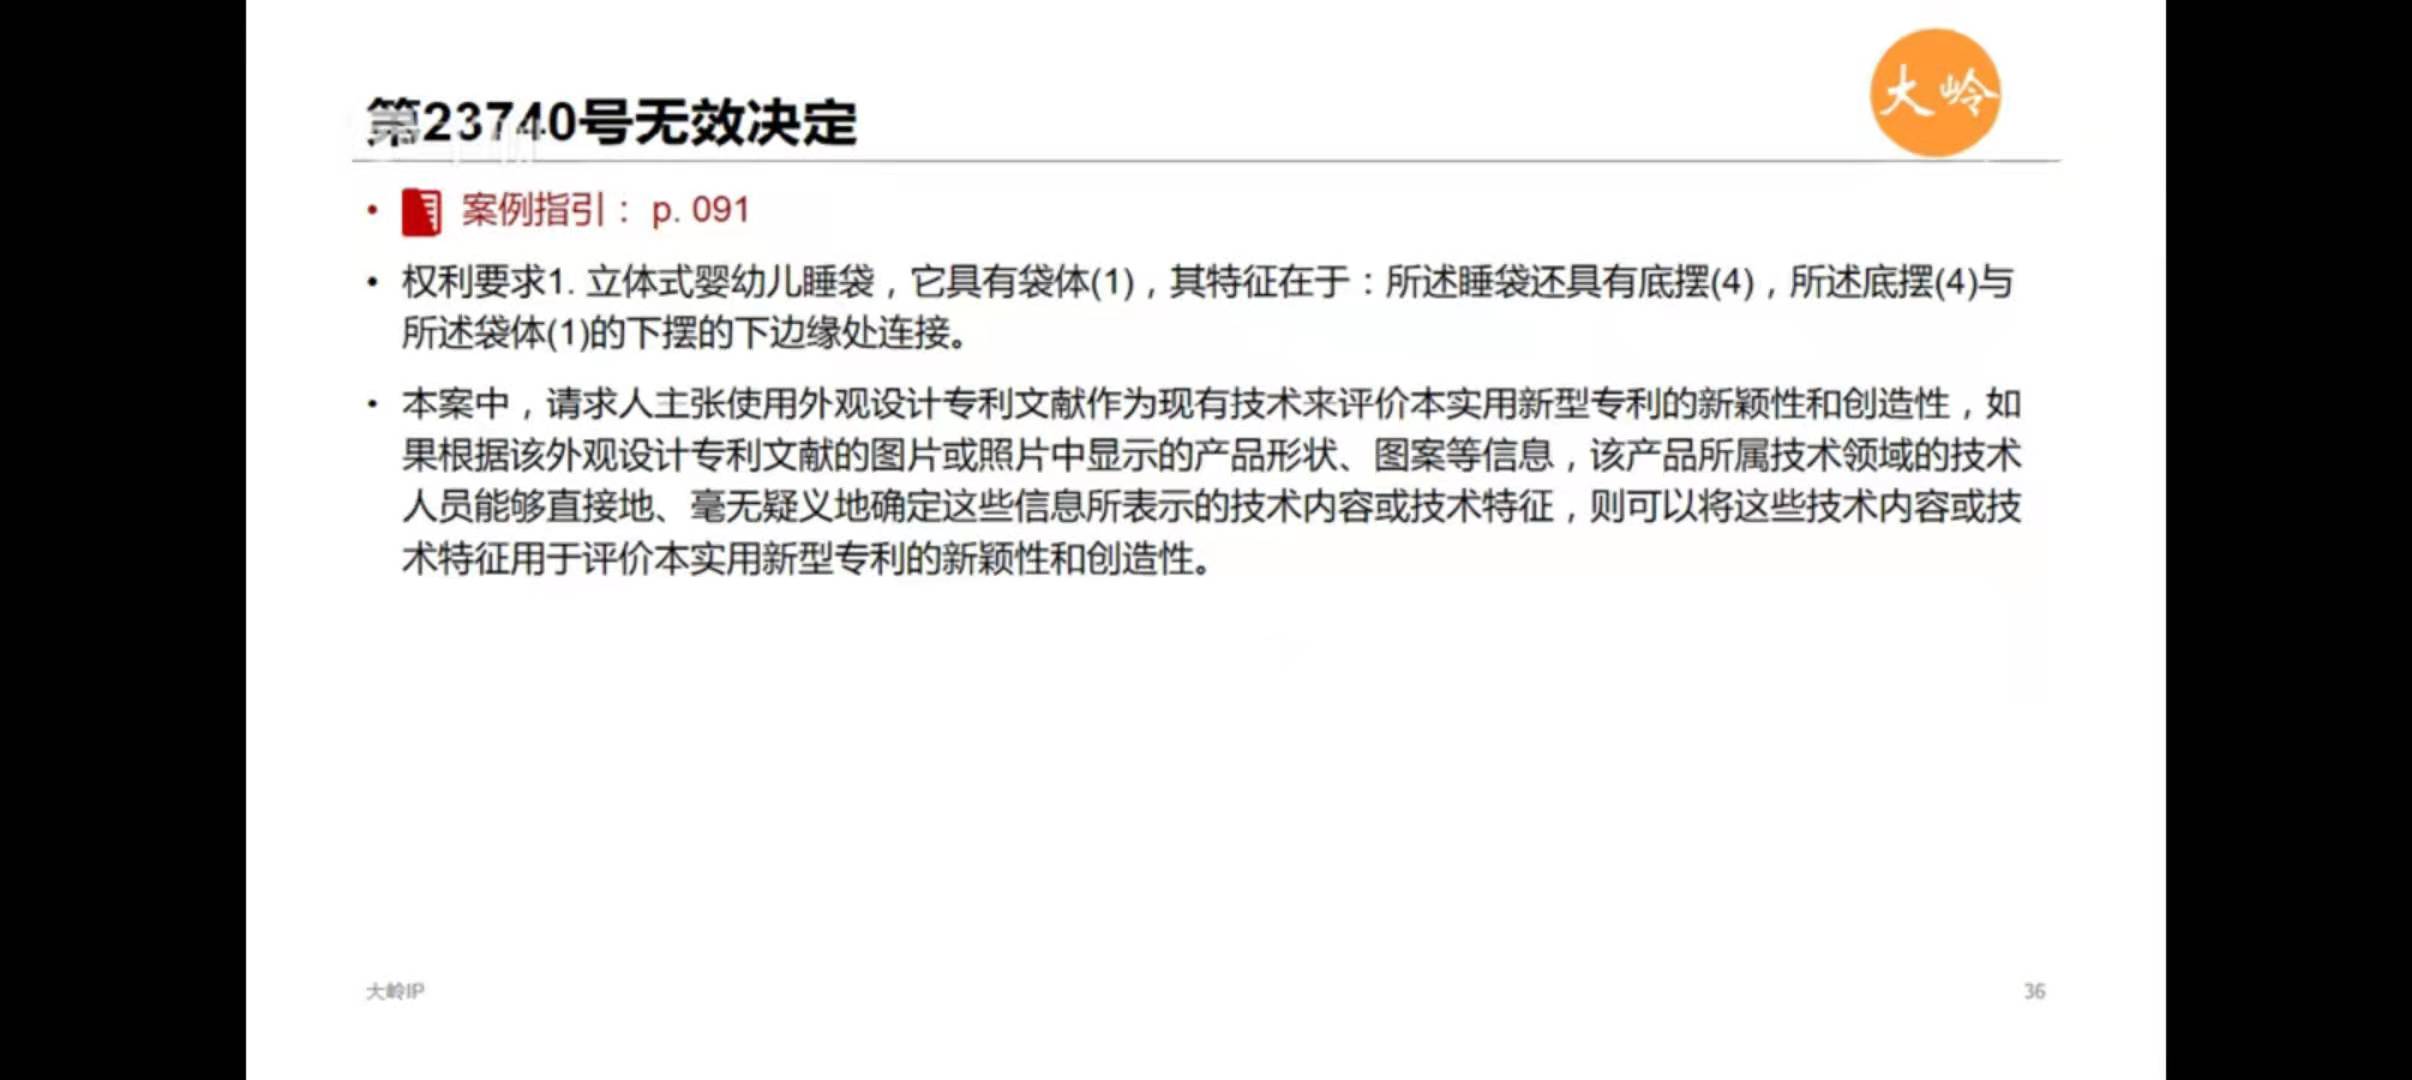 第23740号无效决定
大岭
• 案例指引： p. 091
• 权利要求1. 立体式婴幼儿睡袋，它具有袋体(1)，其特征在于：所述睡袋还具有底摆(4)，所述底摆(4)与
所述袋体(1)的下摆的下边缘处连接。
• 本案中，请求人主张使用外观设计专利文献作为现有技术来评价本实用新型专利的新颖性和创造性，如
果根据该外观设计专利文献的图片或照片中显示的产品形状、图案等信息，该产品所属技术领域的技术
人员能够直接地、毫无疑义地确定这些信息所表示的技术内容或技术特征，则可以将这些技术内容或技
术特征用于评价本实用新型专利的新颖性和创造性。
大岭IP
36